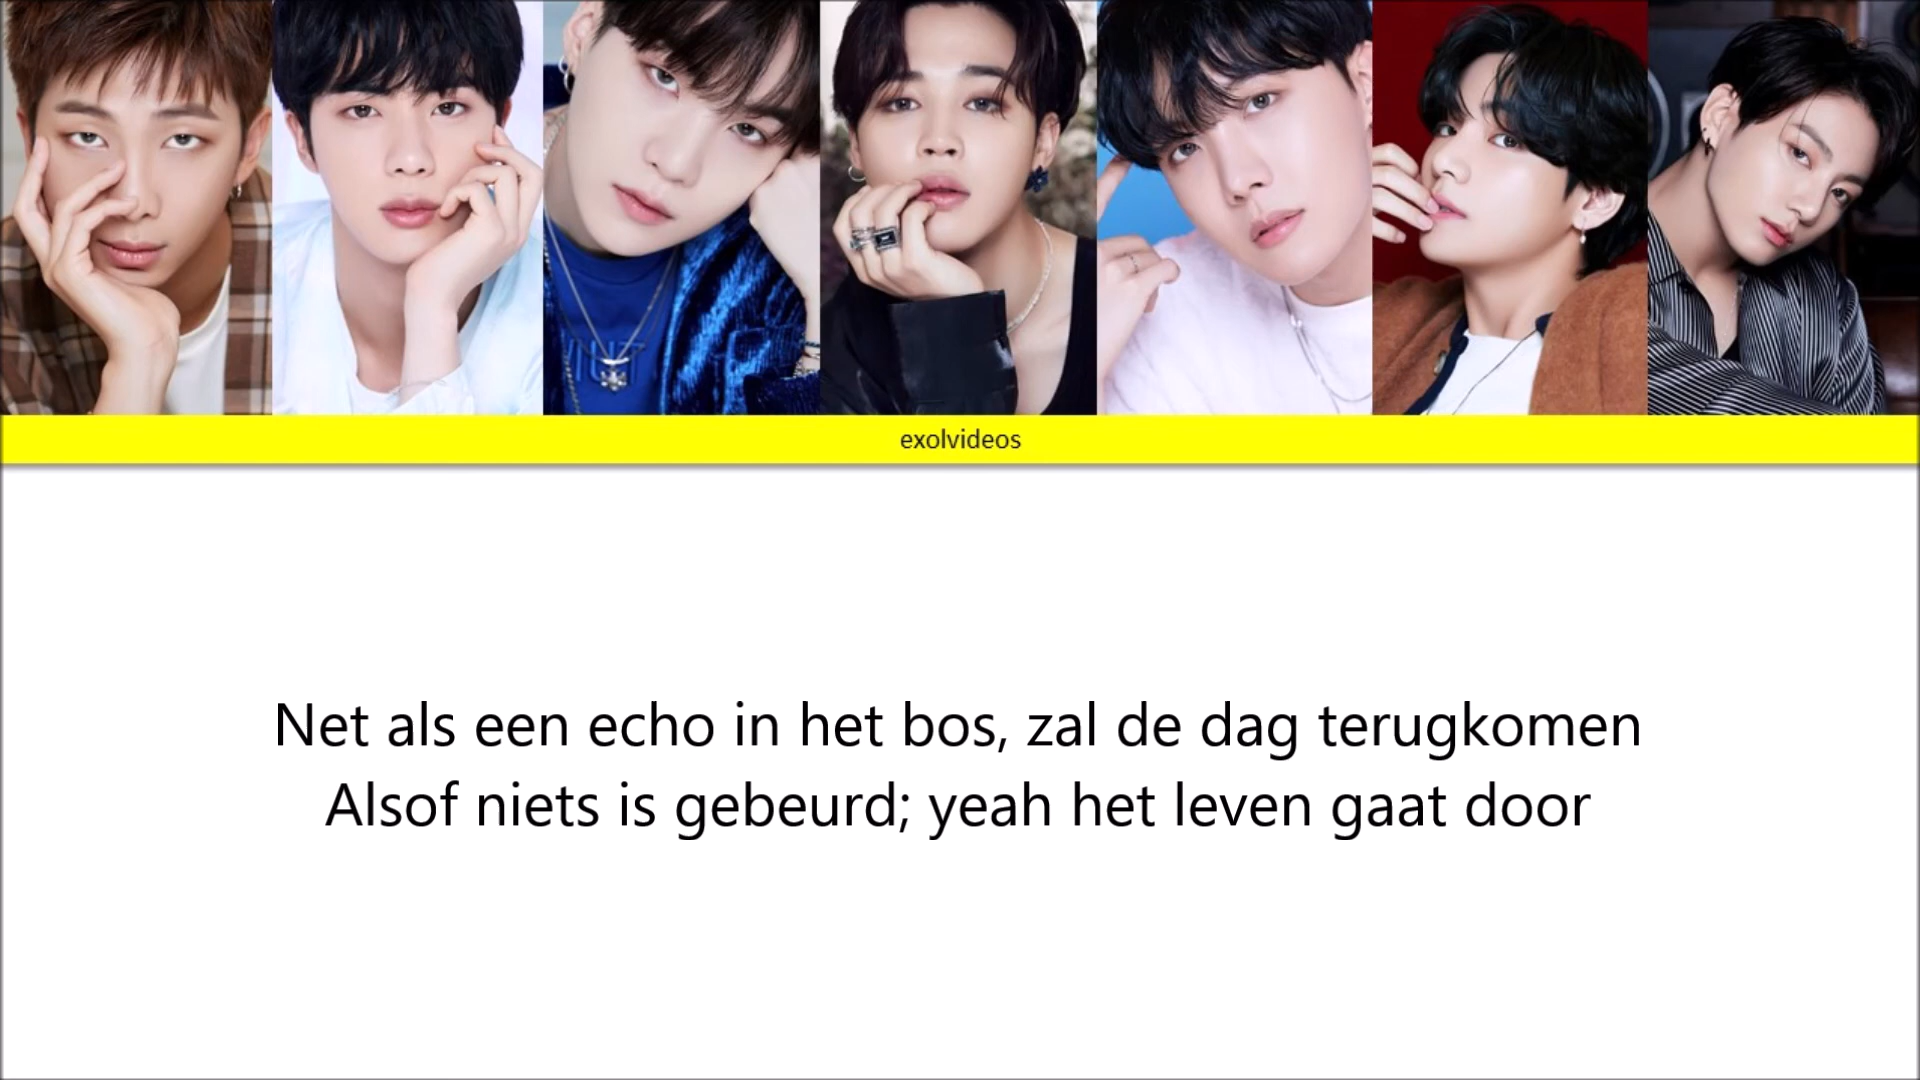 exolvideos
Net als een echo in het bos, zal de dag terugkomen
Alsof niets is gebeurd; yeah het leven gaat door